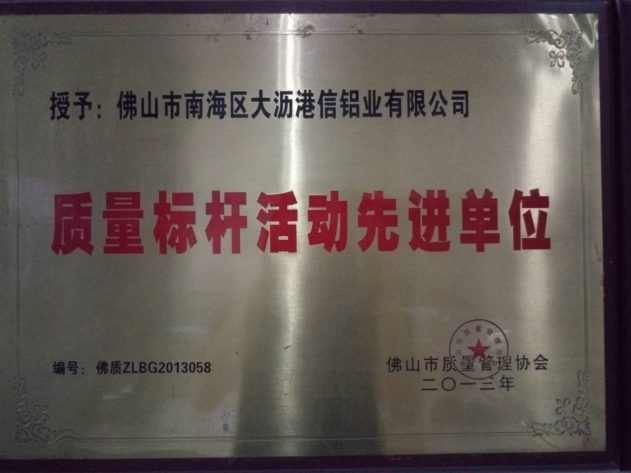 授予：佛山市南海区大沥港信铝业有限公司
质量标杆活动先进单位
编号：佛质ZLBG2013058
佛山市质量管理协会
二〇一三年